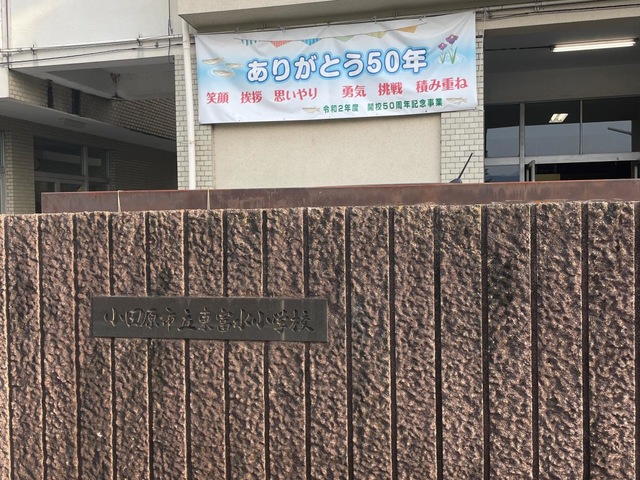 ありがとう50年
笑顔 挨拶 思いやり 勇気 挑戦 積み重ね
令和2年度 開校50周年記念事業
小田原市立東富水小学校